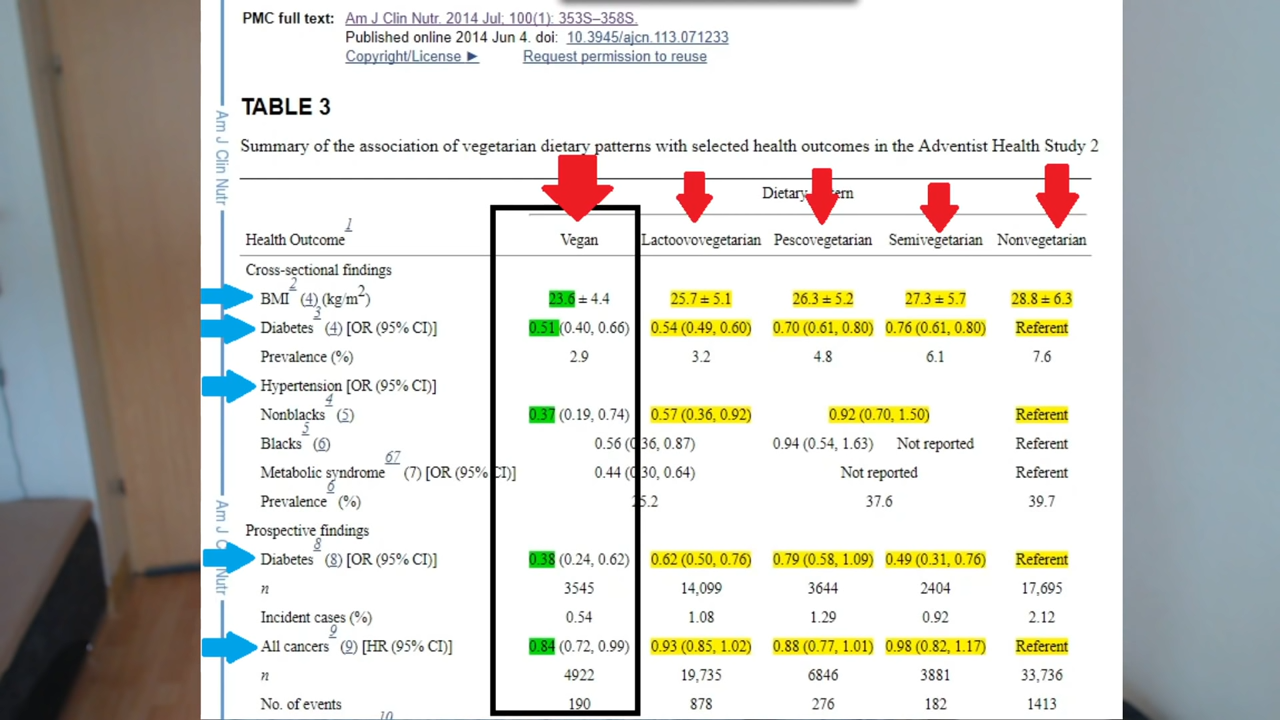 PMC full text: Am J Clin Nutr. 2014 Jul; 100(1): 353S–358S.
Published online 2014 Jun 4. doi: 10.3945/ajcn.113.071233
Copyright/License ► Request permission to reuse
Am J Clin Nutr
TABLE 3
Summary of the association of vegetarian dietary patterns with selected health outcomes in the Adventist Health Study 2
Dietary
Health Outcome 1 Vegan Lactoovovegetarian Pescovegetarian Semivegetarian Nonvegetarian
Cross-sectional findings
BMI 2 (4) (kg/m2) 23.6 ± 4.4 25.7 ± 5.1 26.3 ± 5.2 27.3 ± 5.7 28.8 ± 6.3
Diabetes 3 (4) [OR (95% CI)] 0.51 (0.40, 0.66) 0.54 (0.49, 0.60) 0.70 (0.61, 0.80) 0.76 (0.61, 0.80) Referent
Prevalence (%) 2.9 3.2 4.8 6.1 7.6
Hypertension [OR (95% CI)]
Nonblacks 4 (5) 0.37 (0.19, 0.74) 0.57 (0.36, 0.92) 0.92 (0.70, 1.50) Referent
Blacks 5 (6) 0.56 (0.36, 0.87) 0.94 (0.54, 1.63) Not reported Referent
Metabolic syndrome 67 (7) [OR (95% CI)] 0.44 (0.30, 0.64) Not reported Referent
Prevalence 6 (%) 25.2 37.6 39.7
Am J C Nutr
Prospective findings
Diabetes 8 (8) [OR (95% CI)] 0.38 (0.24, 0.62) 0.62 (0.50, 0.76) 0.79 (0.58, 1.09) 0.49 (0.31, 0.76) Referent
n 3545 14,099 3644 2404 17,695
Incident cases (%) 0.54 1.08 1.29 0.92 2.12
All cancers 9 (9) [HR (95% CI)] 0.84 (0.72, 0.99) 0.93 (0.85, 1.02) 0.88 (0.77, 1.01) 0.98 (0.82, 1.17) Referent
n 4922 19,735 6846 3881 33,736
No. of events 190 878 276 182 1413
10